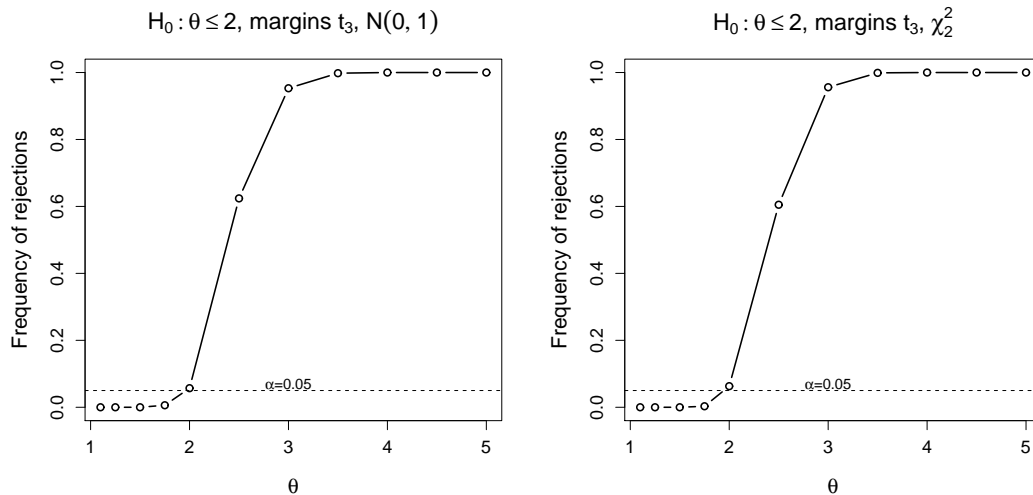 H₀ : θ ≤ 2, margins t₃, N(0, 1)
Frequency of rejections
1.0
0.8
0.6
0.4
0.2
0.0
α=0.05
1 2 3 4 5
θ
H₀ : θ ≤ 2, margins t₃, χ₂²
Frequency of rejections
1.0
0.8
0.6
0.4
0.2
0.0
α=0.05
1 2 3 4 5
θ